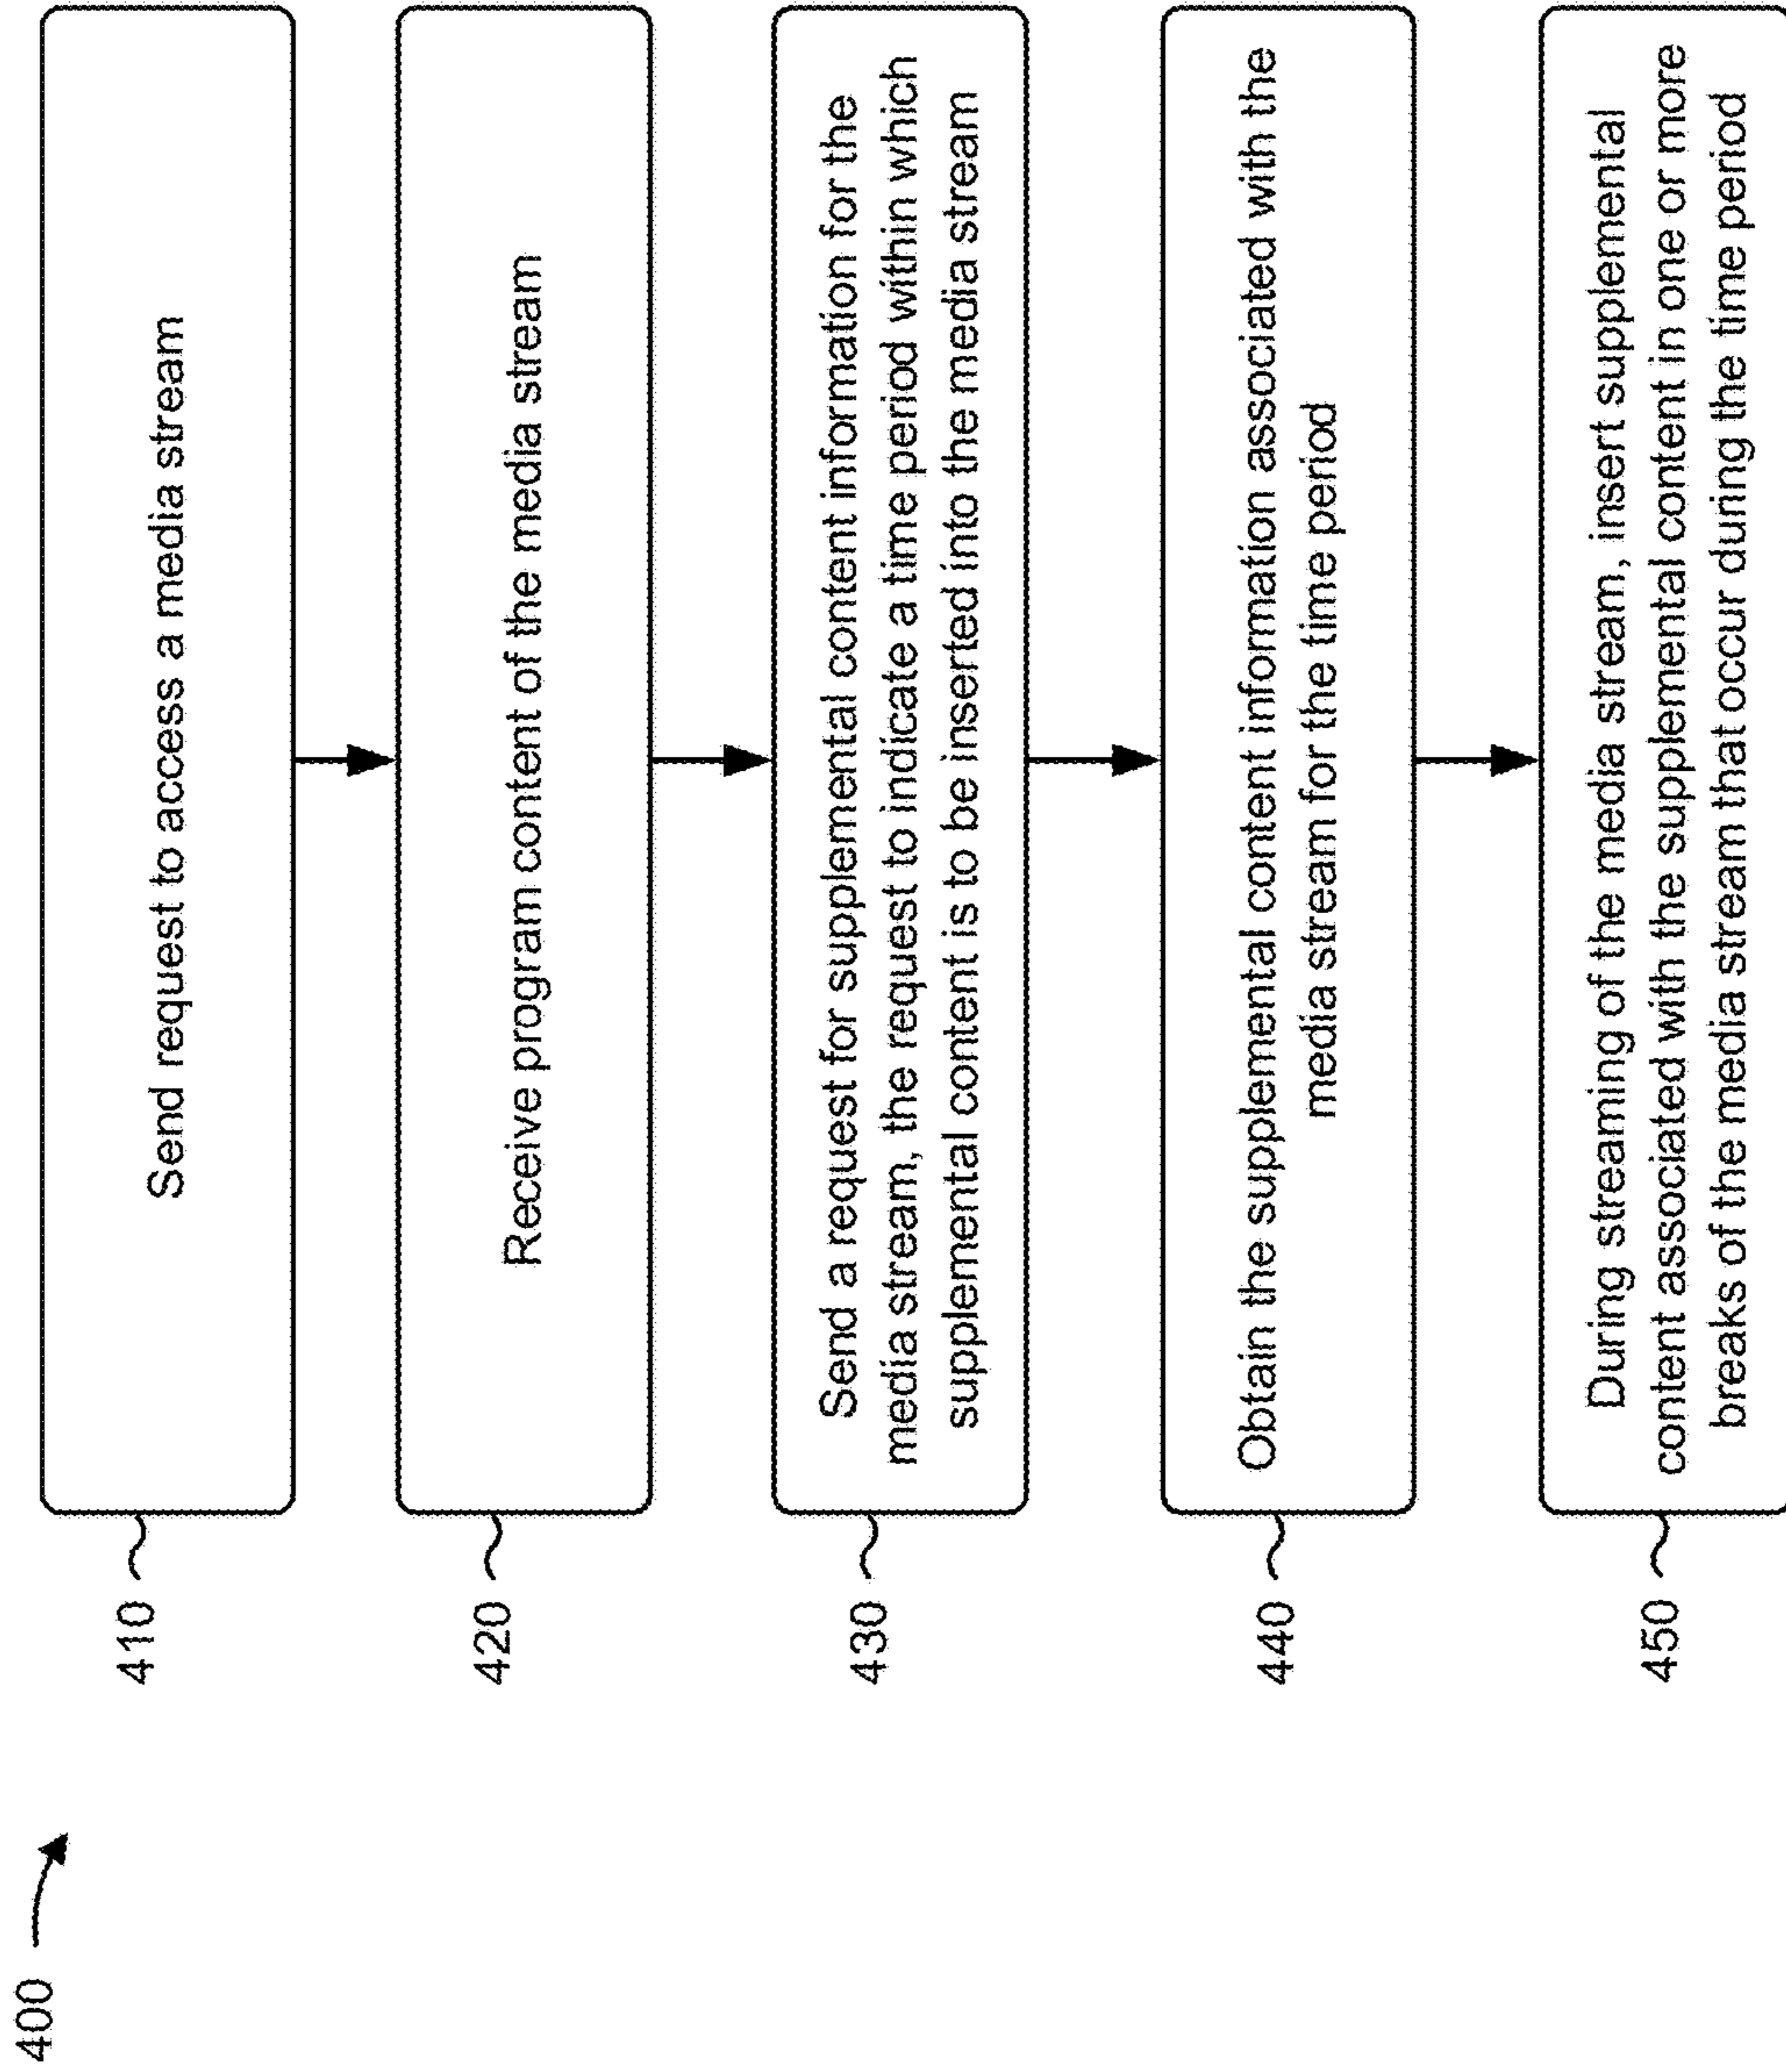 400
410
Send request to access a media stream
420
Receive program content of the media stream
430
Send a request for supplemental content information for the
media stream, the request to indicate a time period within which
supplemental content is to be inserted into the media stream
440
Obtain the supplemental content information associated with the
media stream for the time period
450
During streaming of the media stream, insert supplemental
content associated with the supplemental content in one or more
breaks of the media stream that occur during the time period